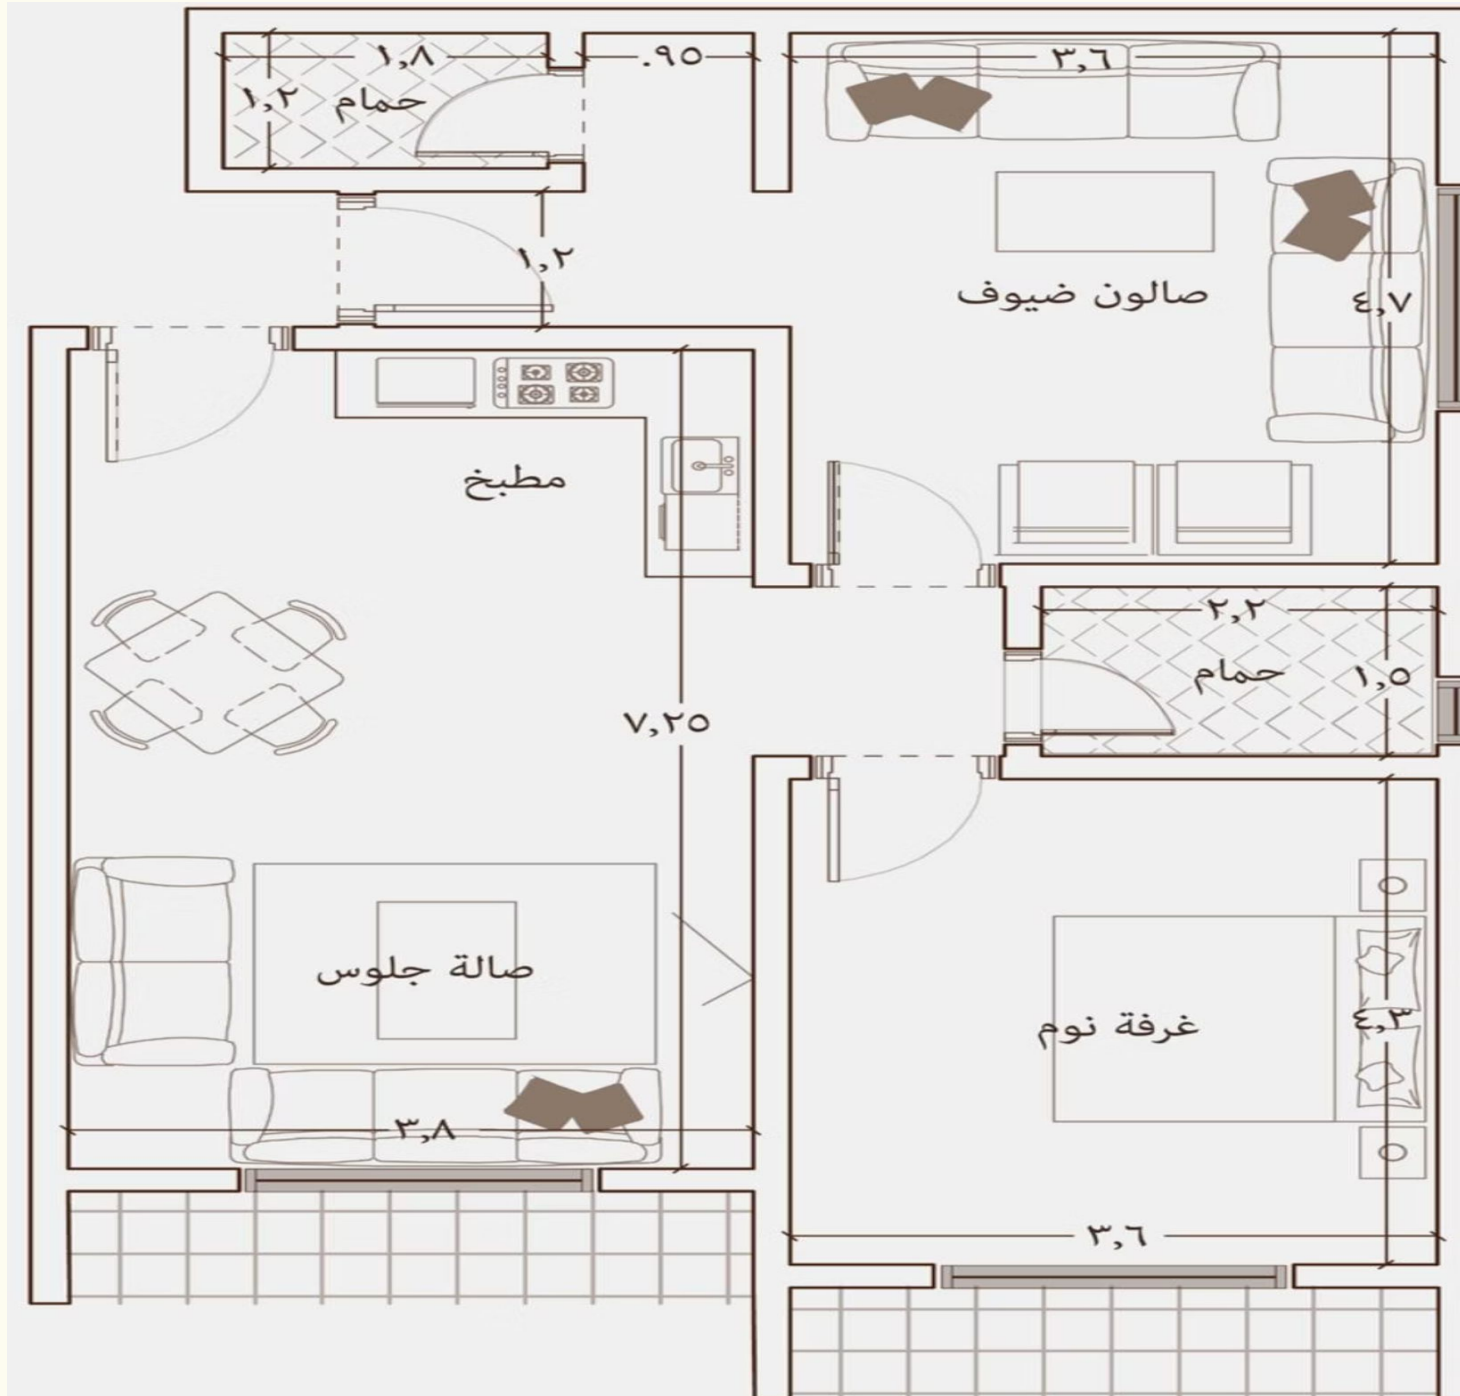 ١,٨
.٩٥
٣,٦
١,٢
حمام
١,٢
صالون ضيوف
٤,٧
مطبخ
٢,٢
حمام
١,٥
٧,٢٥
صالة جلوس
غرفة نوم
٤,٣
٣,٨
٣,٦